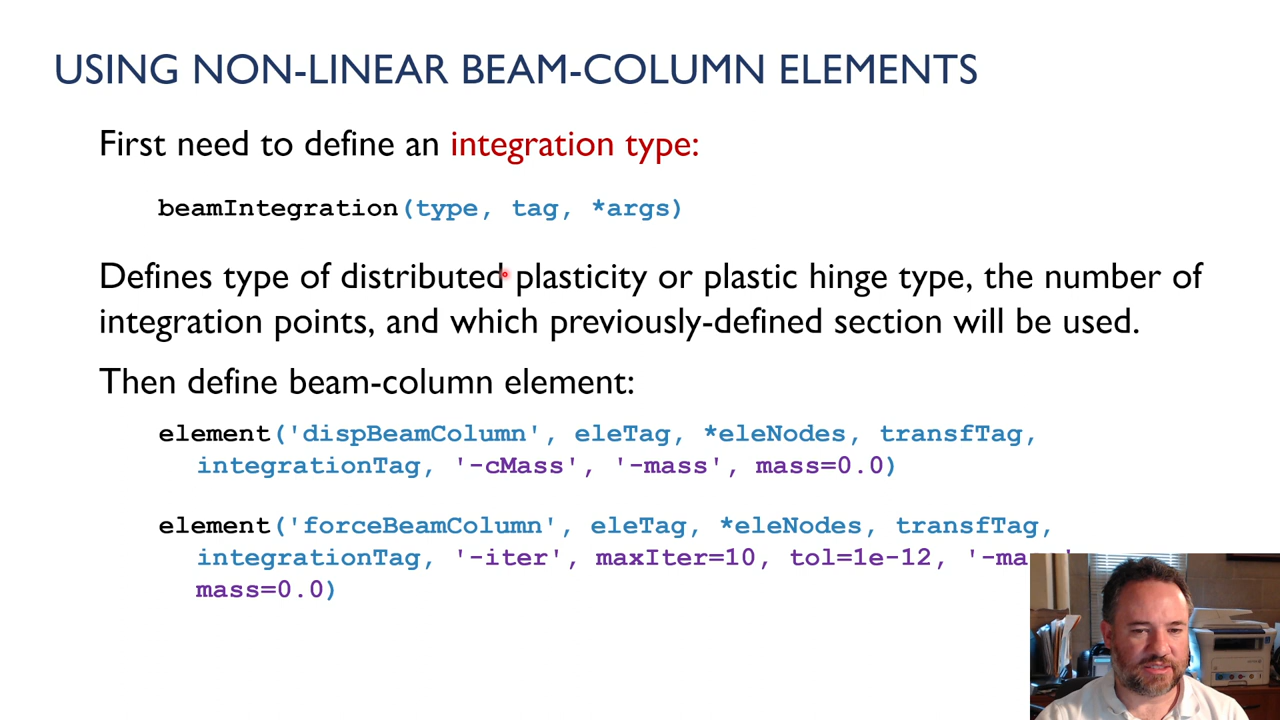 USING NON-LINEAR BEAM-COLUMN ELEMENTS
First need to define an integration type:
beamIntegration(type, tag, *args)
Defines type of distributed plasticity or plastic hinge type, the number of
integration points, and which previously-defined section will be used.
Then define beam-column element:
element('dispBeamColumn', eleTag, *eleNodes, transfTag,
integrationTag, '-cMass', '-mass', mass=0.0)
element('forceBeamColumn', eleTag, *eleNodes, transfTag,
integrationTag, '-iter', maxIter=10, tol=1e-12, '-ma
mass=0.0)